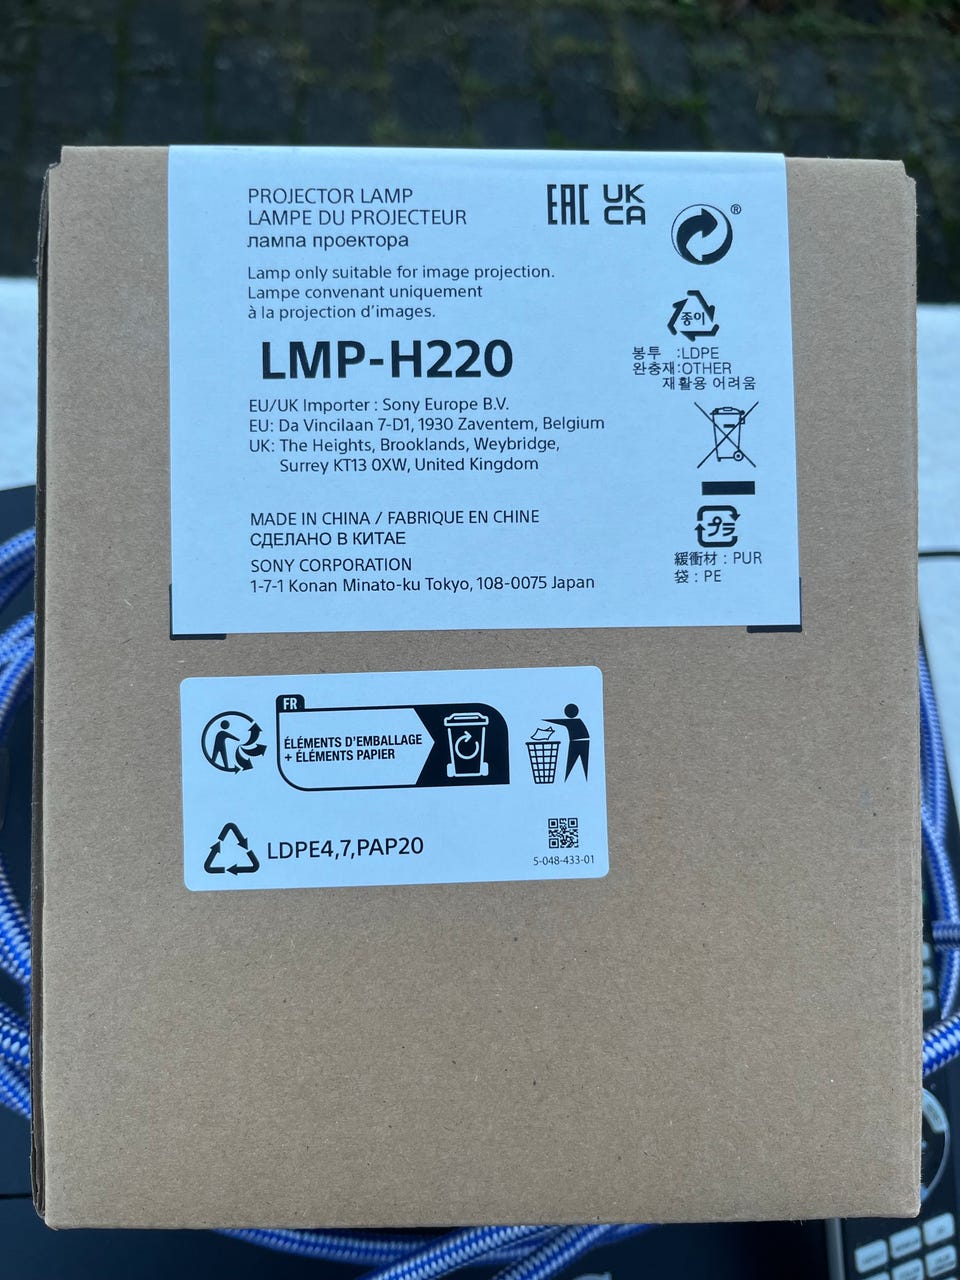 PROJECTOR LAMP
LAMPE DU PROJECTEUR
лампа проектора
EAC UK CA
®
Lamp only suitable for image projection.
Lampe convenant uniquement
à la projection d'images.
LMP-H220
종이
봉투 :LDPE
완충재:OTHER
재활용 어려움
EU/UK Importer : Sony Europe B.V.
EU: Da Vincilaan 7-D1, 1930 Zaventem, Belgium
UK: The Heights, Brooklands, Weybridge,
Surrey KT13 0XW, United Kingdom
MADE IN CHINA / FABRIQUE EN CHINE
СДЕЛАНО В КИТАЕ
SONY CORPORATION
1-7-1 Konan Minato-ku Tokyo, 108-0075 Japan
プラ
緩衝材 : PUR
袋 : PE
FR
ÉLÉMENTS D'EMBALLAGE
+ ÉLÉMENTS PAPIER
LDPE4,7,PAP20
5-048-433-01